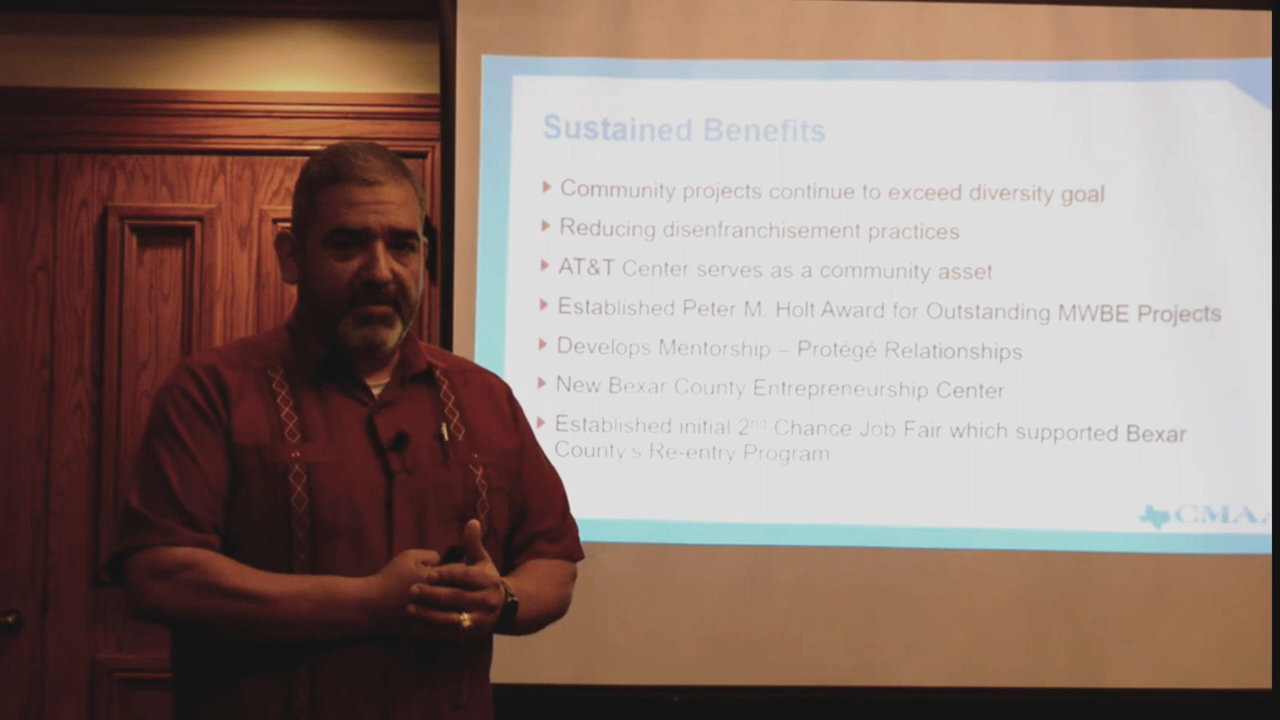 Sustained Benefits
Community projects continue to exceed diversity goal
Reducing disenfranchisement practices
AT&T Center serves as a community asset
Established Peter M. Holt Award for Outstanding MWBE Projects
Develops Mentorship – Protégé Relationships
New Bexar County Entrepreneurship Center
Established initial 2nd Chance Job Fair which supported Bexar
County's Re-entry Program
CMAA